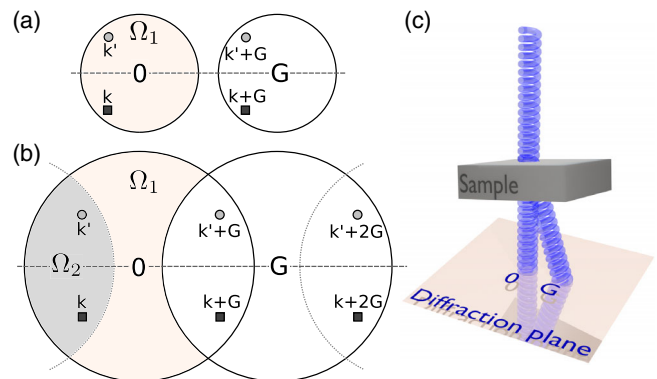 (a)
Ω₁
k'
k'+G
0
G
k
k+G
(b)
Ω₁
k'
k'+G
k'+2G
Ω₂
0
G
k
k+G
k+2G
(c)
Sample
0 G
Diffraction plane